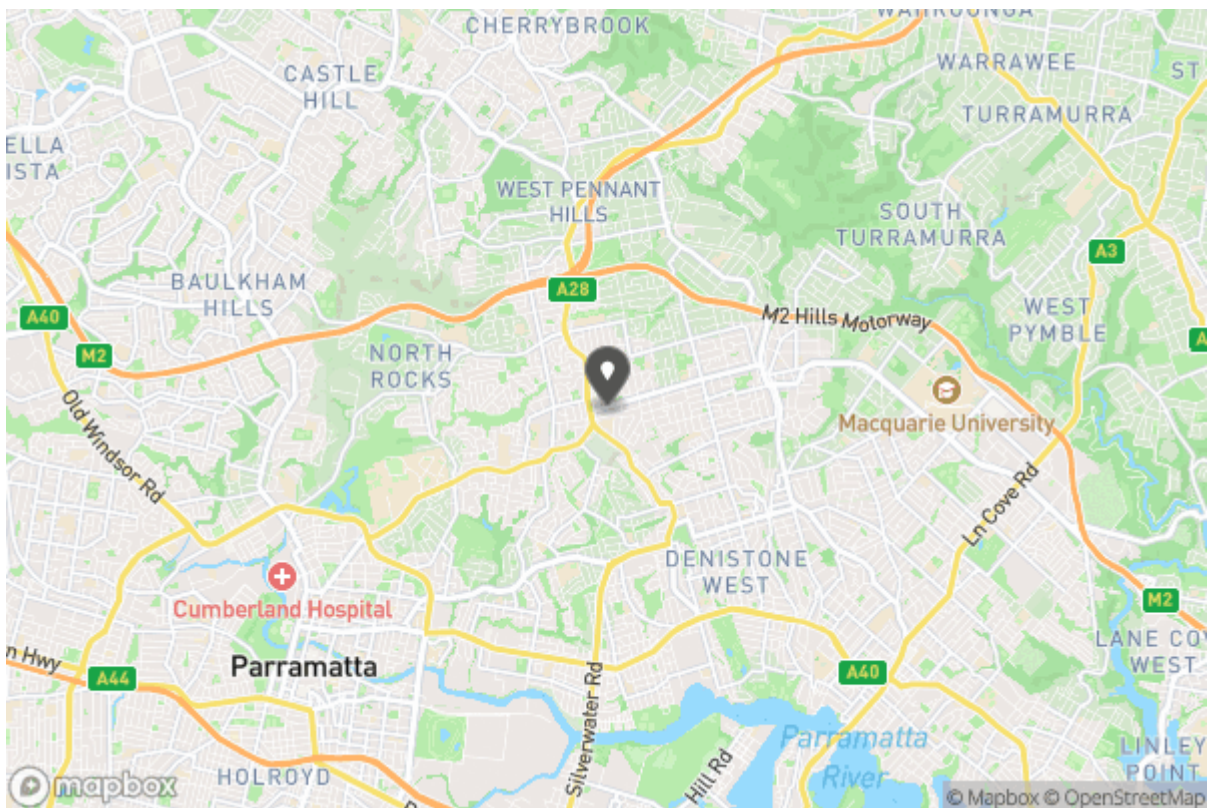 WAHROONGA
CHERRYBROOK
WARRAWEE
CASTLE
HILL
ST
TURRAMURRA
ELLA
ISTA
WEST PENNANT
HILLS
SOUTH
TURRAMURRA
A3
BAULKHAM
HILLS
A28
WEST
PYMBLE
A40
M2 Hills Motorway
A
M2
NORTH
ROCKS
Macquarie University
Old Windsor Rd
Ln Cove Rd
DENISTONE
WEST
Cumberland Hospital
M2
n Hwy
Parramatta
LANE CO
WEST
A44
A40
Silverwater Rd
Parramatta
River
Hill Rd
LINLEY
POINT
HOLROYD
mapbox
© Mapbox © OpenStreetMap